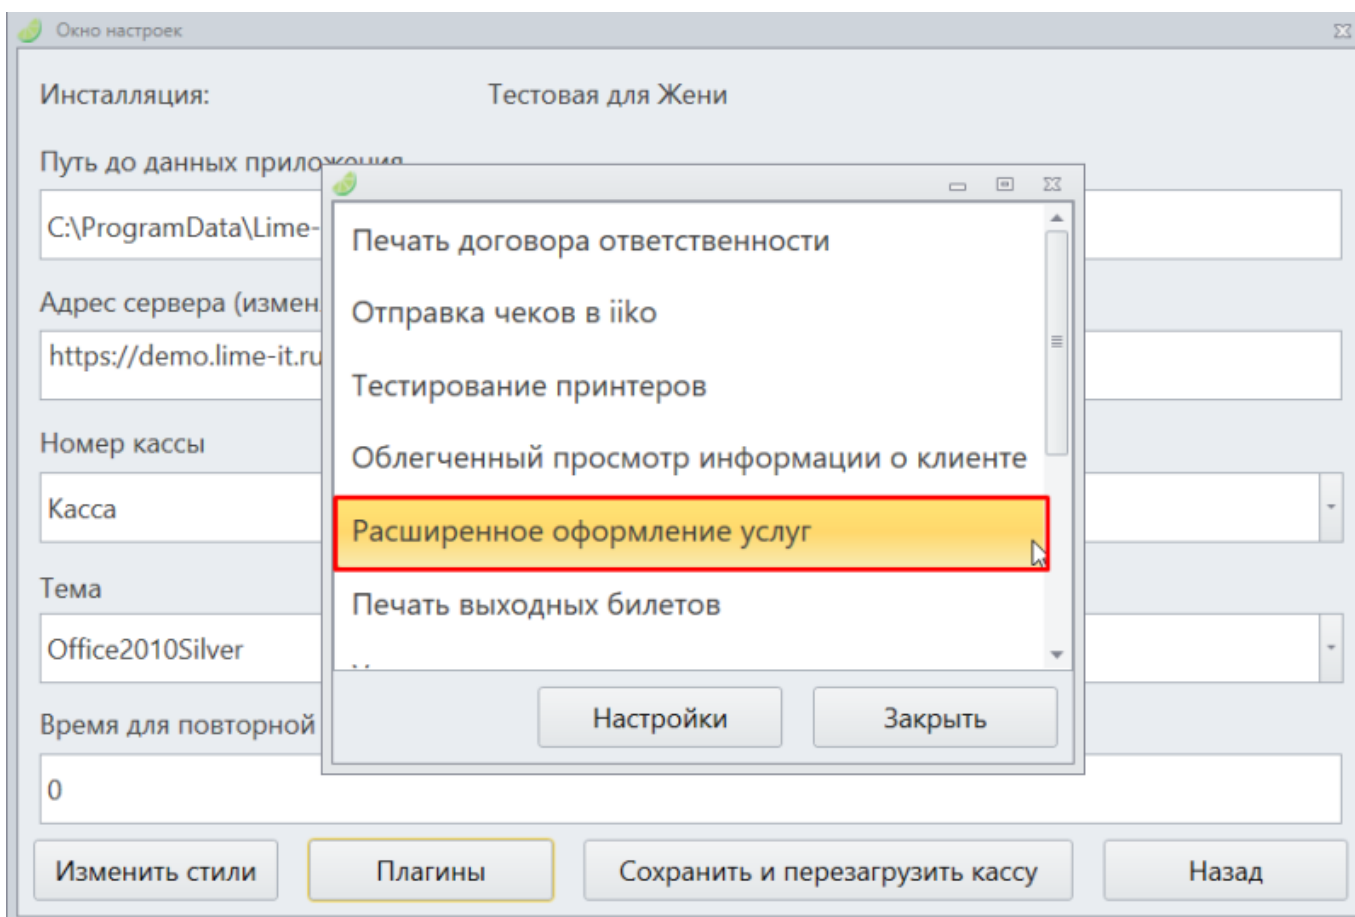 Окно настроек
Инсталляция: Тестовая для Жени
Путь до данных приложения
C:\ProgramData\Lime-
Адрес сервера (измен
https://demo.lime-it.ru
Номер кассы
Касса
Тема
Office2010Silver
Время для повторной
0
Печать договора ответственности
Отправка чеков в iiko
Тестирование принтеров
Облегченный просмотр информации о клиенте
Расширенное оформление услуг
Печать выходных билетов
Настройки Закрыть
Изменить стили Плагины Сохранить и перезагрузить кассу Назад